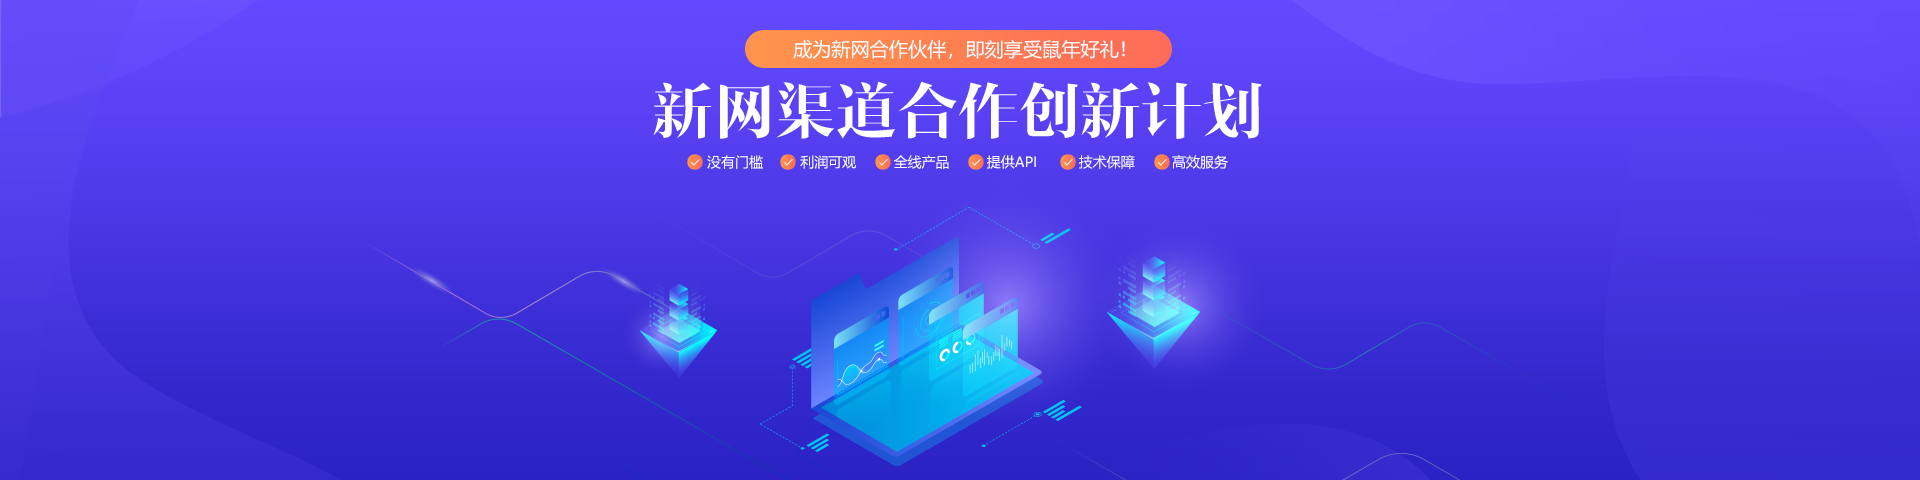 成为新网合作伙伴，即刻享受鼠年好礼！
新网渠道合作创新计划
没有门槛 利润可观 全线产品 提供API 技术保障 高效服务